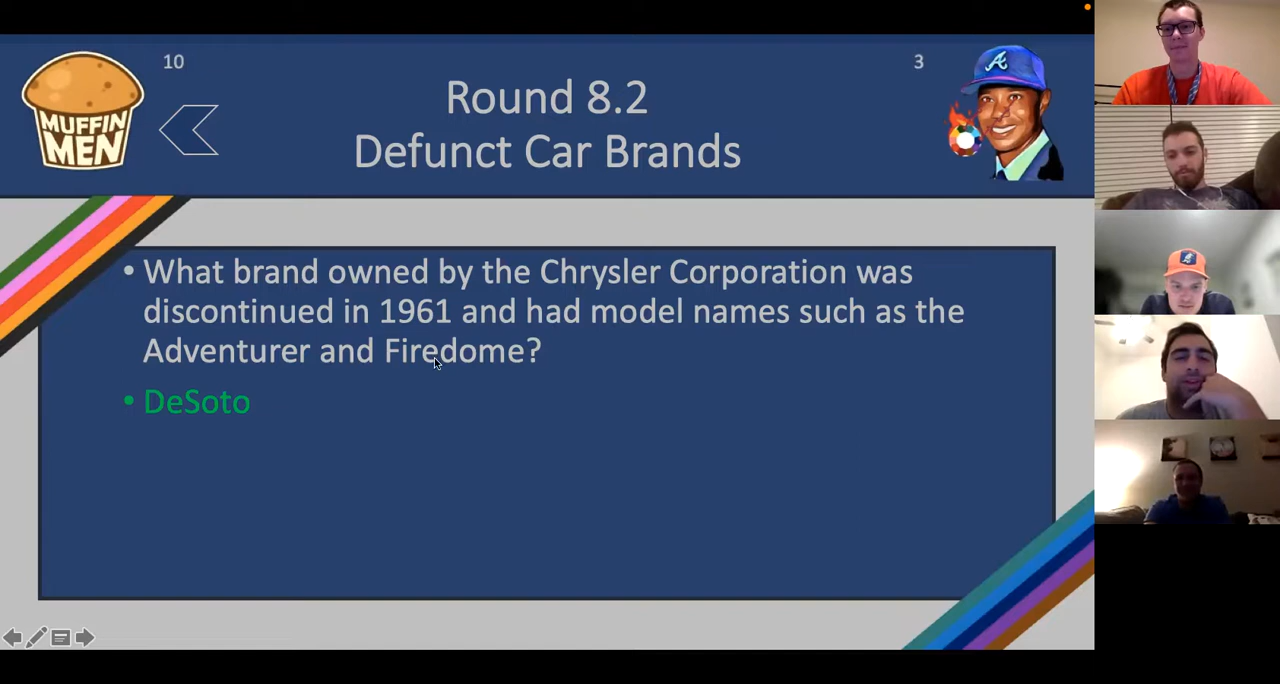 10
3
Round 8.2
Defunct Car Brands
MUFFIN
MEN
A
• What brand owned by the Chrysler Corporation was
discontinued in 1961 and had model names such as the
Adventurer and Firedome?
• DeSoto